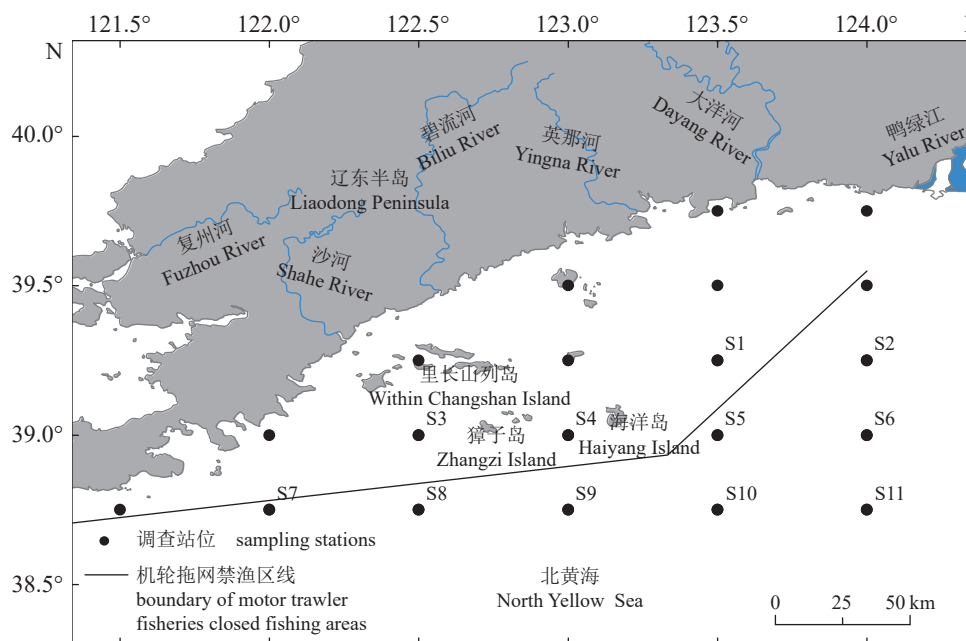 121.5° 122.0° 122.5° 123.0° 123.5° 124.0°
N
40.0°
39.5°
39.0°
38.5°
碧流河
Biliu River
英那河
Yingna River
大洋河
Dayang River
鸭绿江
Yalu River
辽东半岛
Liaodong Peninsula
复州河
Fuzhou River
沙河
Shahe River
S1
S2
里长山列岛
Within Changshan Island
S3
S4
海洋岛
Haiyang Island
S5
S6
獐子岛
Zhangzi Island
S7
S8
S9
S10
S11
调查站位 sampling stations
机轮拖网禁渔区线
boundary of motor trawler
fisheries closed fishing areas
北黄海
North Yellow Sea
0 25 50 km